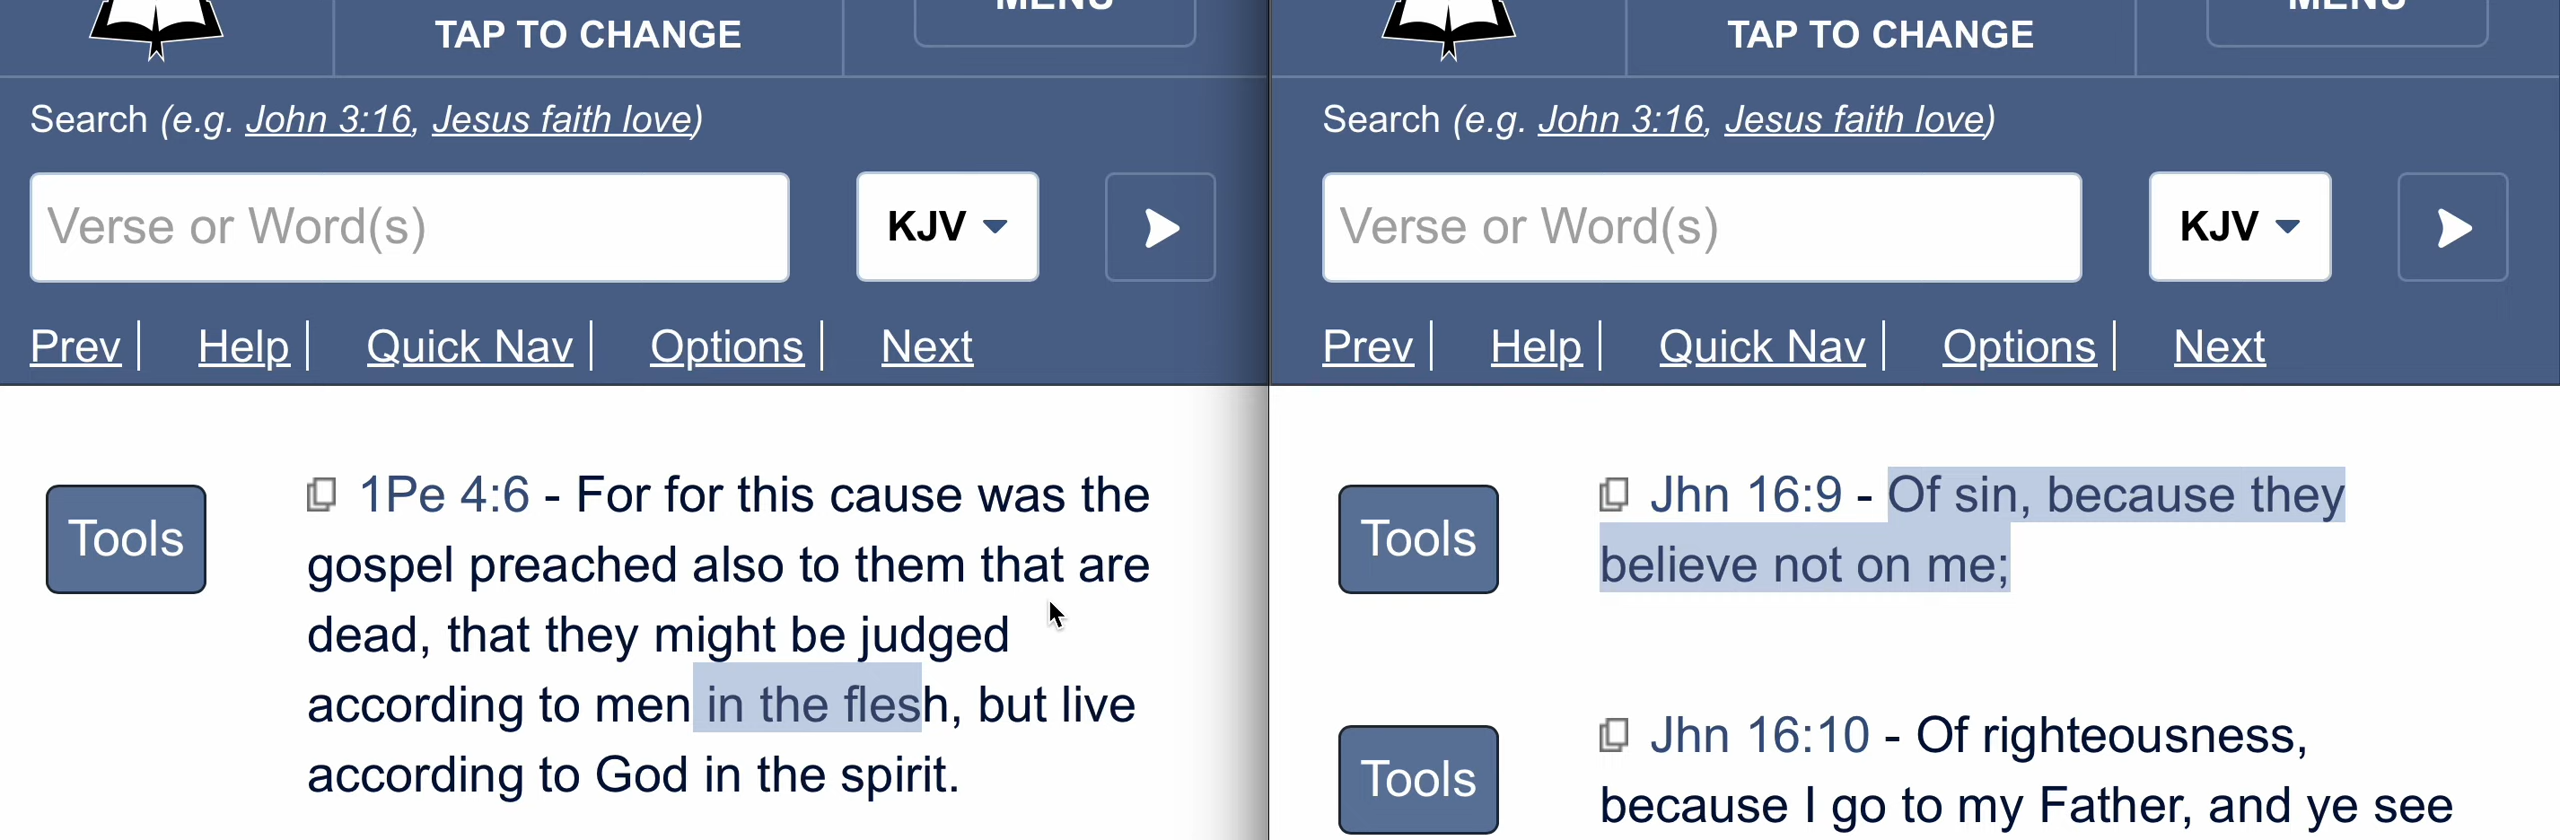 TAP TO CHANGE
MENU
Search (e.g. John 3:16, Jesus faith love)
Verse or Word(s)
KJV
Prev
Help
Quick Nav
Options
Next
Tools
1Pe 4:6 - For for this cause was the
gospel preached also to them that are
dead, that they might be judged
according to men in the flesh, but live
according to God in the spirit.
TAP TO CHANGE
MENU
Search (e.g. John 3:16, Jesus faith love)
Verse or Word(s)
KJV
Prev
Help
Quick Nav
Options
Next
Tools
Jhn 16:9 - Of sin, because they
believe not on me;
Tools
Jhn 16:10 - Of righteousness,
because I go to my Father, and ye see